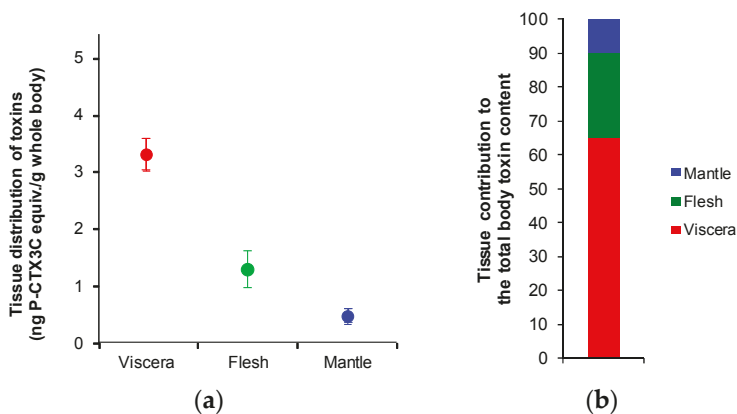 Tissue distribution of toxins
(ng P-CTX3C equiv./g whole body)
5
4
3
2
1
0
Viscera
Flesh
Mantle
(a)
Tissue contribution to
the total body toxin content
100
90
80
70
60
50
40
30
20
10
0
Mantle
Flesh
Viscera
(b)